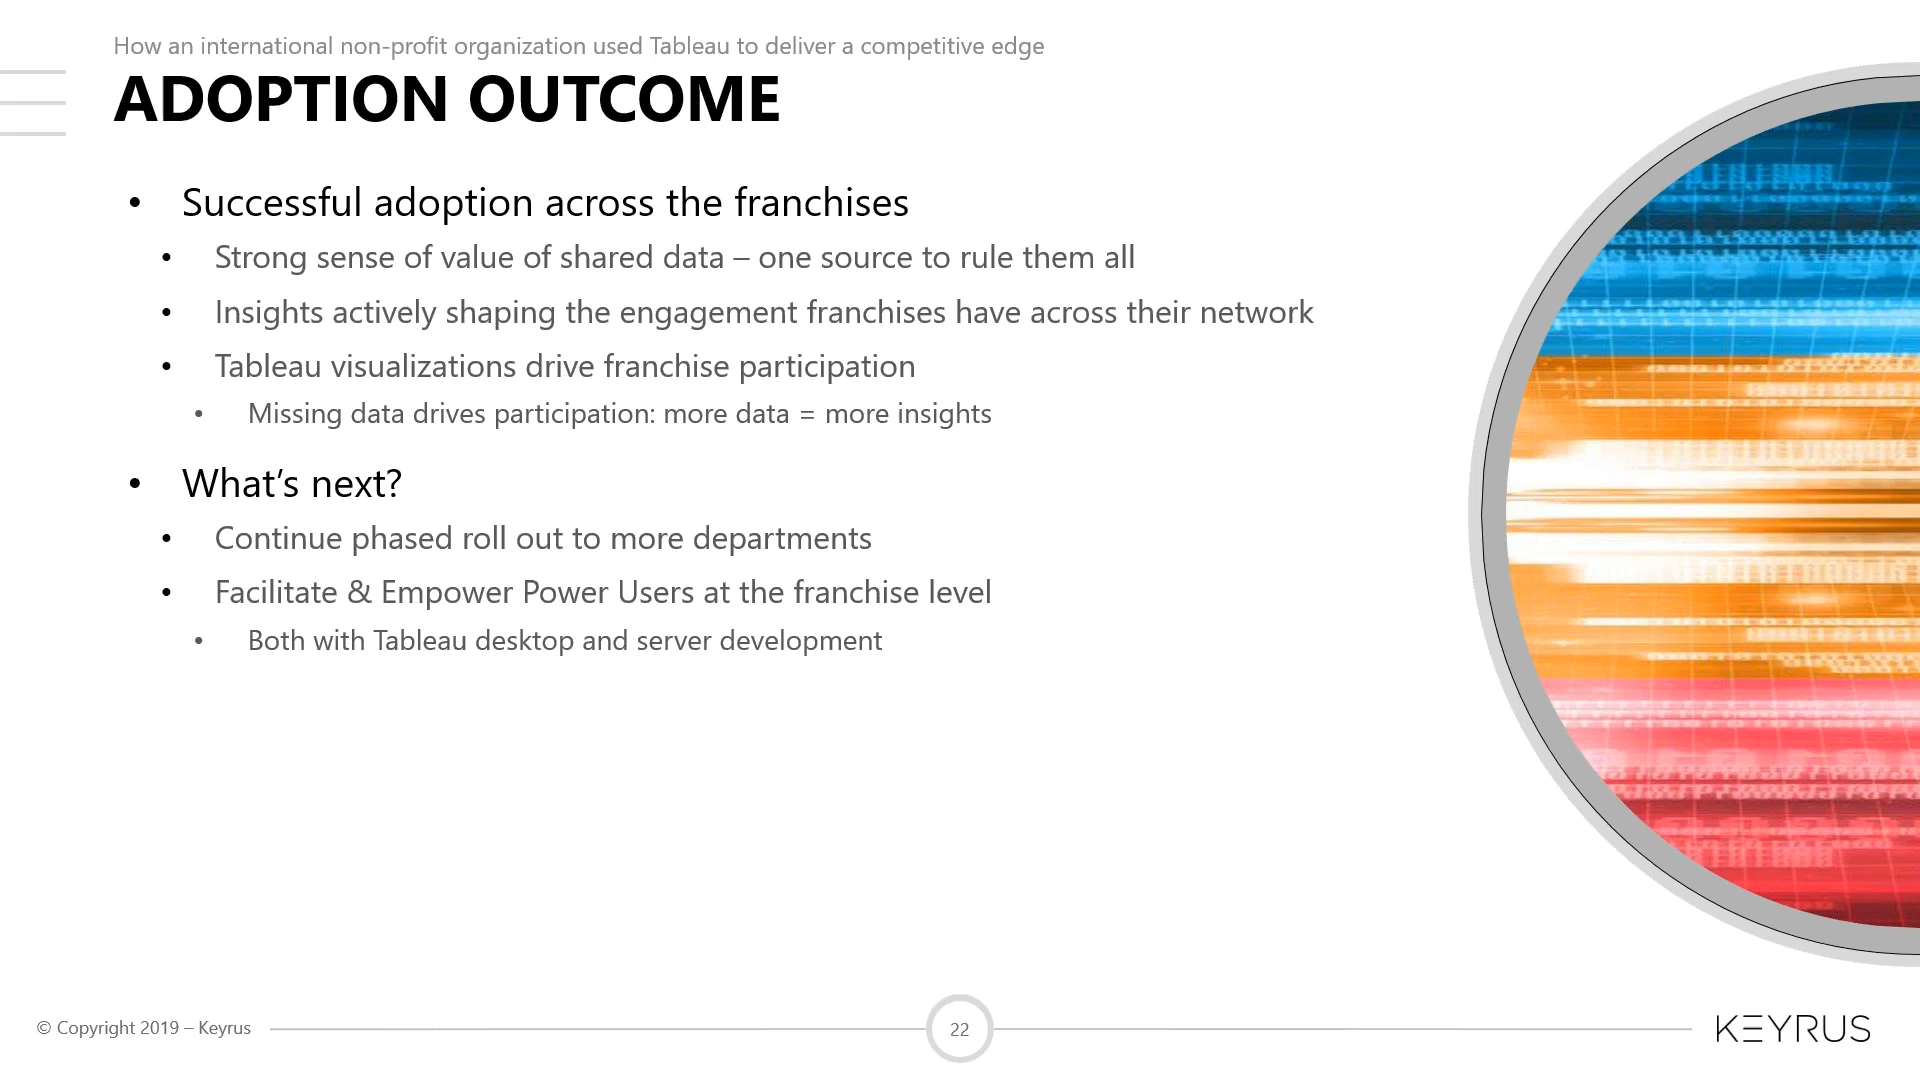 How an international non-profit organization used Tableau to deliver a competitive edge
ADOPTION OUTCOME
• Successful adoption across the franchises
• Strong sense of value of shared data – one source to rule them all
• Insights actively shaping the engagement franchises have across their network
• Tableau visualizations drive franchise participation
• Missing data drives participation: more data = more insights
• What’s next?
• Continue phased roll out to more departments
• Facilitate & Empower Power Users at the franchise level
• Both with Tableau desktop and server development
© Copyright 2019 – Keyrus
22
KEYRUS